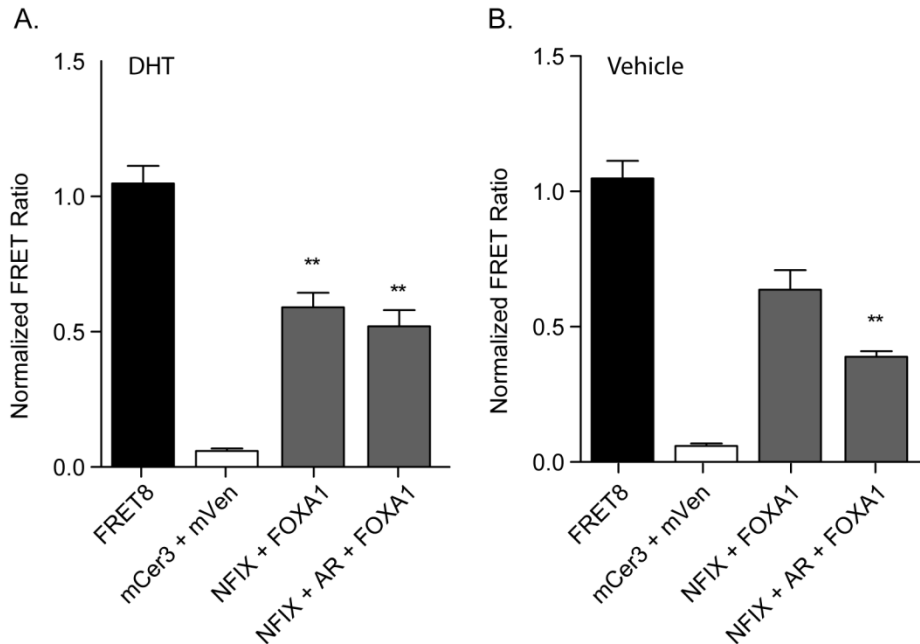 A.
DHT
Normalized FRET Ratio
1.5
1.0
0.5
0.0
**
**
FRET8
mCer3 + mVen
NFIX + FOXA1
NFIX + AR + FOXA1
B.
Vehicle
Normalized FRET Ratio
1.5
1.0
0.5
0.0
**
FRET8
mCer3 + mVen
NFIX + FOXA1
NFIX + AR + FOXA1